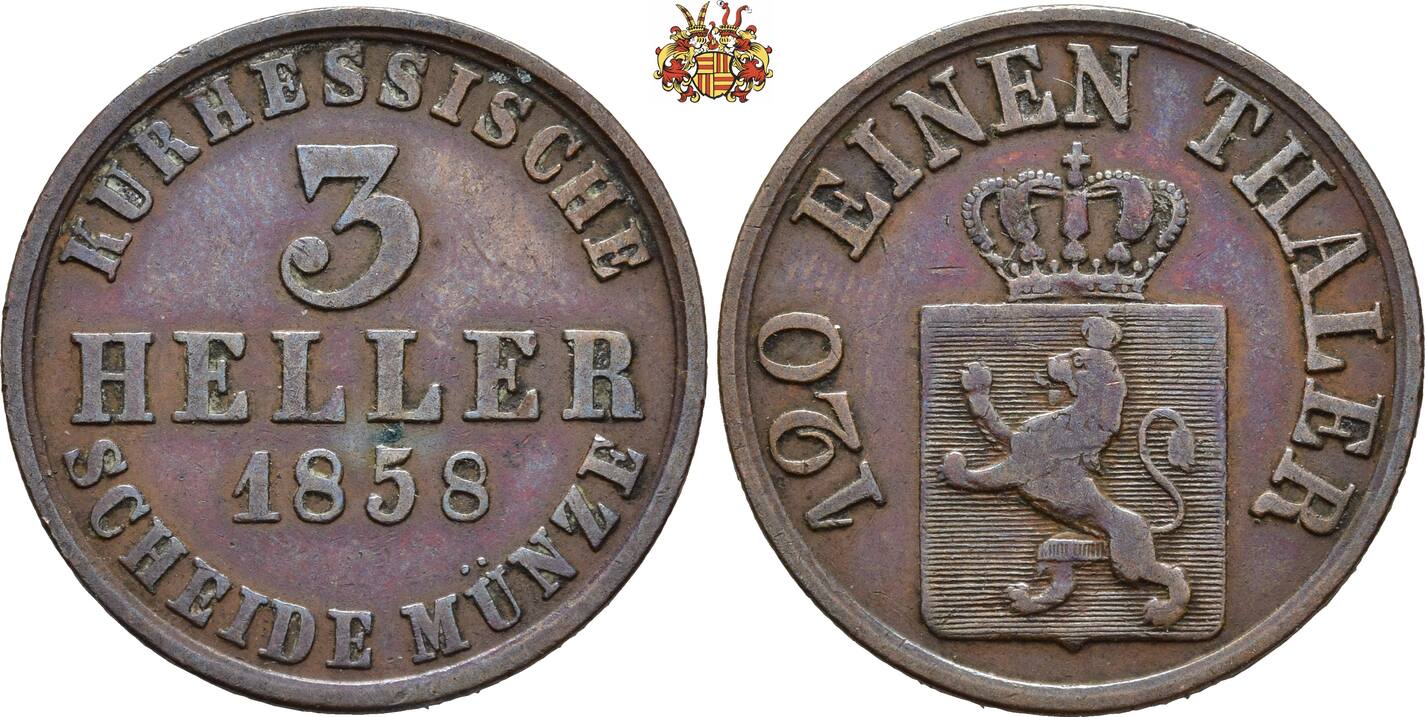 KURHESSISCHE
3
HELLER
1858
SCHEIDE MÜNZE
120 EINEN THALER